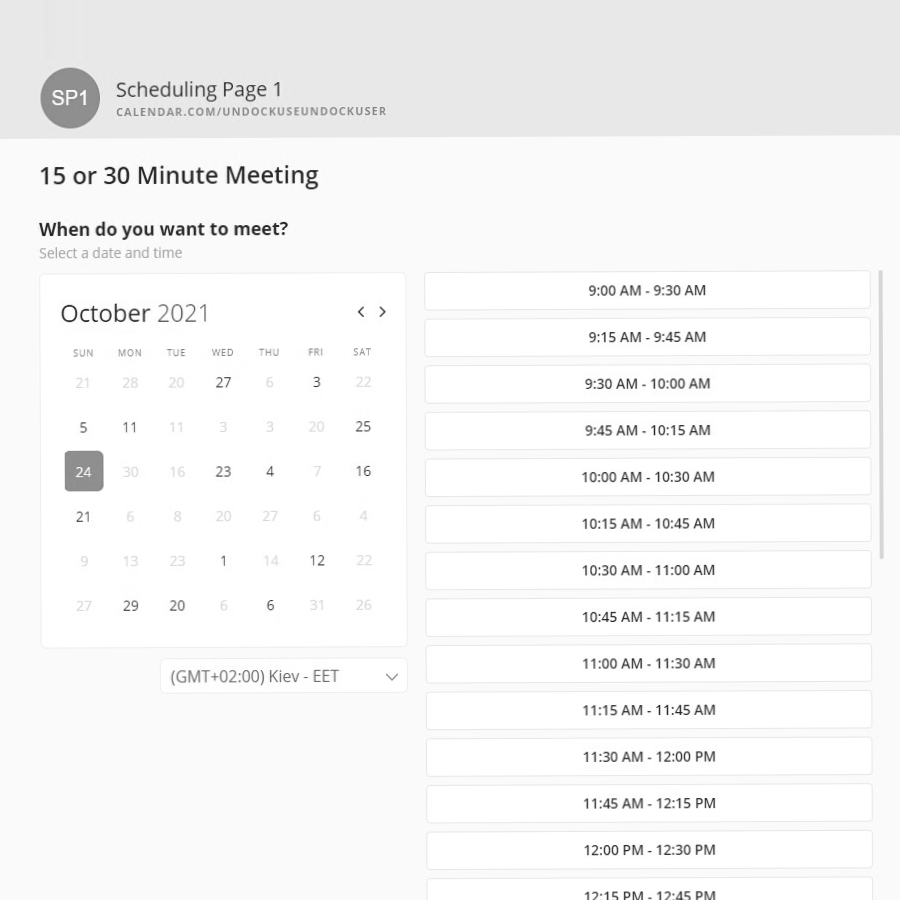 SP1
Scheduling Page 1
CALENDAR.COM/UNDOCKUSEUNDOCKUSER
15 or 30 Minute Meeting
When do you want to meet?
Select a date and time
October 2021
SUN MON TUE WED THU FRI SAT
21 28 20 27 6 3 22
5 11 11 3 3 20 25
24 30 16 23 4 7 16
21 6 8 20 27 6 4
9 13 23 1 14 12 22
27 29 20 6 6 31 26
(GMT+02:00) Kiev - EET
9:00 AM - 9:30 AM
9:15 AM - 9:45 AM
9:30 AM - 10:00 AM
9:45 AM - 10:15 AM
10:00 AM - 10:30 AM
10:15 AM - 10:45 AM
10:30 AM - 11:00 AM
10:45 AM - 11:15 AM
11:00 AM - 11:30 AM
11:15 AM - 11:45 AM
11:30 AM - 12:00 PM
11:45 AM - 12:15 PM
12:00 PM - 12:30 PM
12:15 PM - 12:45 PM